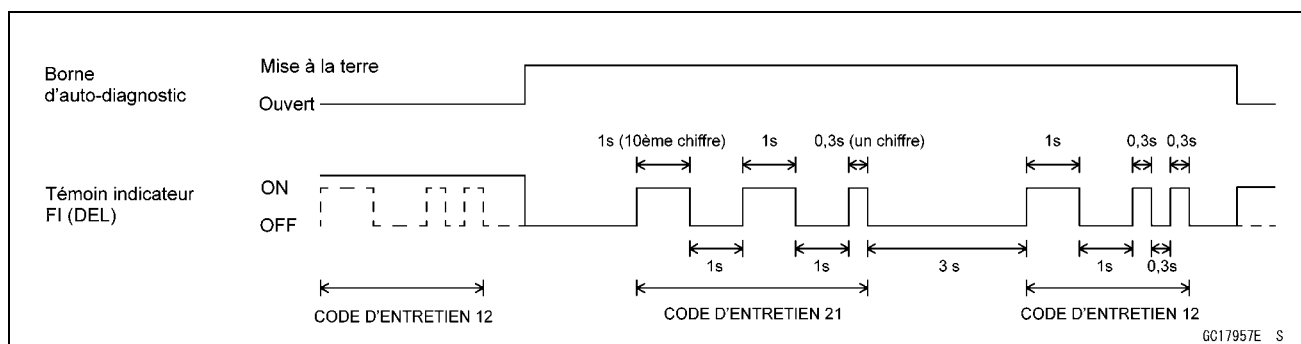 Borne
d'auto-diagnostic
Mise à la terre
Ouvert
1s (10ème chiffre)
1s
0,3s (un chiffre)
1s
0,3s
0,3s
Témoin indicateur
FI (DEL)
ON
OFF
1s
1s
3 s
1s
0,3s
CODE D'ENTRETIEN 12
CODE D'ENTRETIEN 21
CODE D'ENTRETIEN 12
GC17957E S